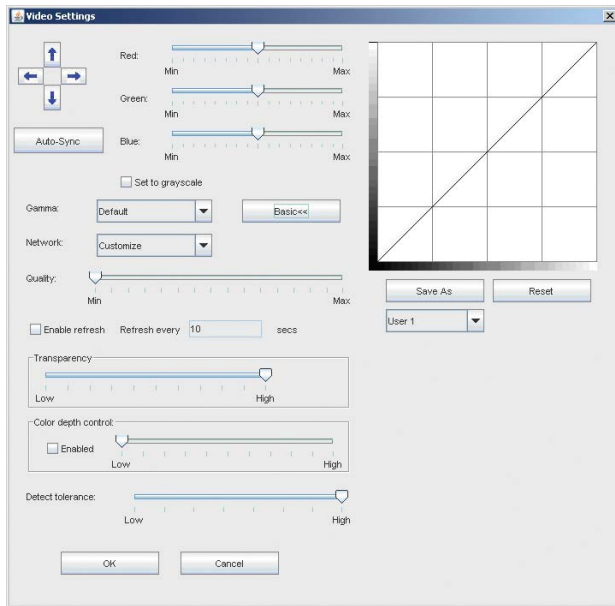 Video Settings
Red:
Min Max
Green:
Min Max
Auto-Sync
Blue:
Min Max
Set to grayscale
Gamma: Default Basic<<
Network: Customize
Quality:
Min Max
Save As Reset
User 1
Enable refresh Refresh every 10 secs
Transparency
Low High
Color depth control:
Enabled
Low High
Detect tolerance:
Low High
OK Cancel